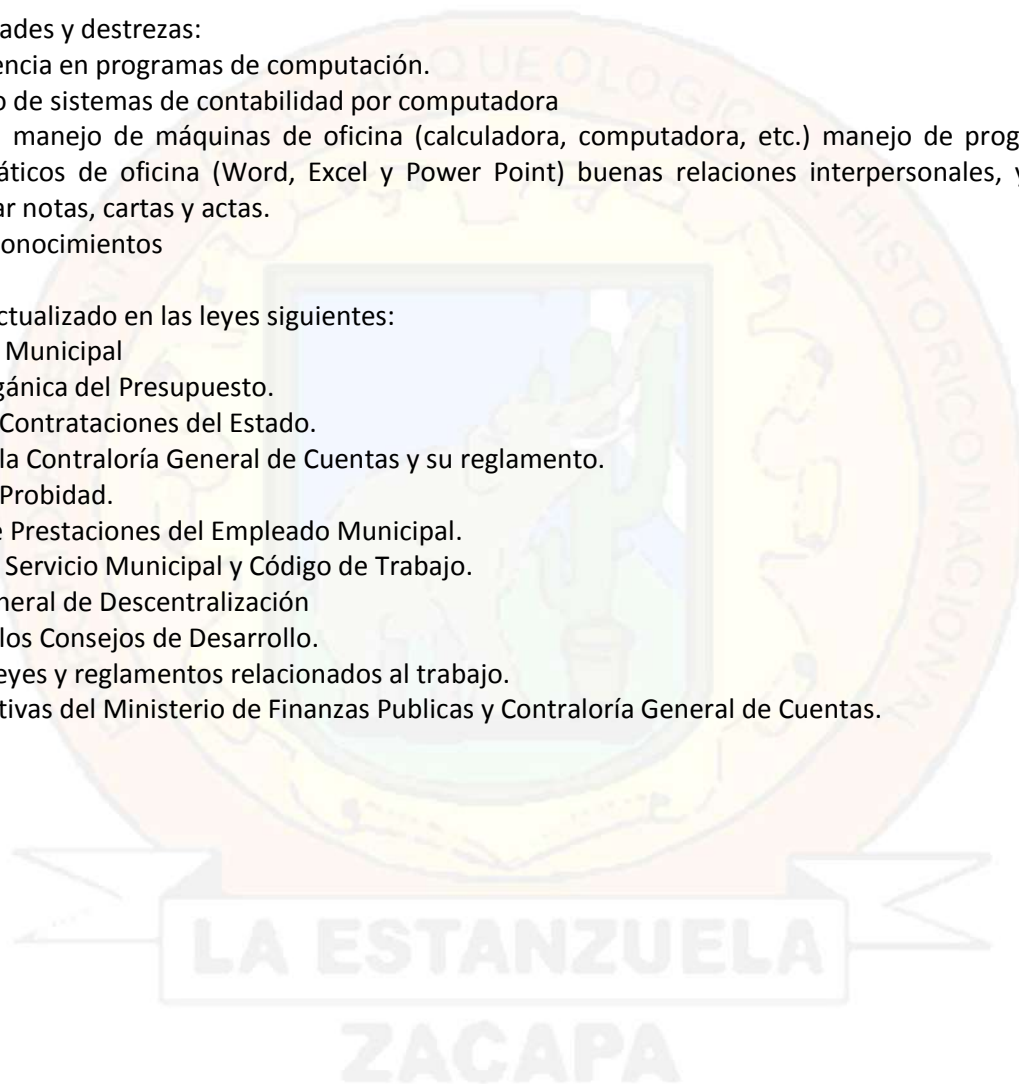 ades y destrezas:
encia en programas de computación.
o de sistemas de contabilidad por computadora
manejo de máquinas de oficina (calculadora, computadora, etc.) manejo de prog
áticos de oficina (Word, Excel y Power Point) buenas relaciones interpersonales, y
ar notas, cartas y actas.
onocimientos
ctualizado en las leyes siguientes:
Municipal
gánica del Presupuesto.
Contrataciones del Estado.
la Contraloría General de Cuentas y su reglamento.
Probidad.
e Prestaciones del Empleado Municipal.
Servicio Municipal y Código de Trabajo.
neral de Descentralización
los Consejos de Desarrollo.
eyes y reglamentos relacionados al trabajo.
tivas del Ministerio de Finanzas Publicas y Contraloría General de Cuentas.
ARQUEOLOGICO HISTORICO NACIONAL
LA ESTANZUELA
ZACAPA